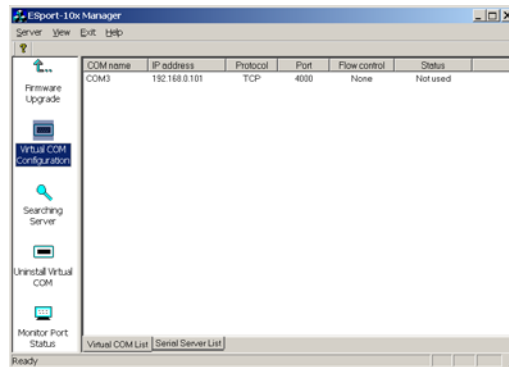 ESport-10x Manager
Server View Exit Help
COM name IP address Protocol Port Flow control Status
COM3 192.168.0.101 TCP 4000 None Not used
Firmware
Upgrade
Virtual COM
Configuration
Searching
Server
Uninstall Virtual
COM
Monitor Port
Status
Virtual COM List Serial Server List
Ready